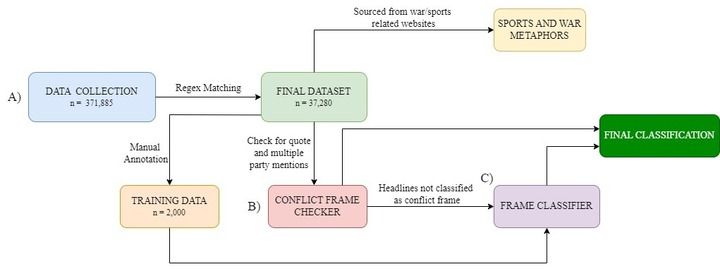 Sourced from war/sports
related websites
SPORTS AND WAR
METAPHORS
A)
DATA COLLECTION
n = 371,885
Regex Matching
FINAL DATASET
n = 37,280
Manual
Annotation
Check for quote
and multiple
party mentions
FINAL CLASSIFICATION
TRAINING DATA
n = 2,000
B)
CONFLICT FRAME
CHECKER
Headlines not classified
as conflict frame
C)
FRAME CLASSIFIER